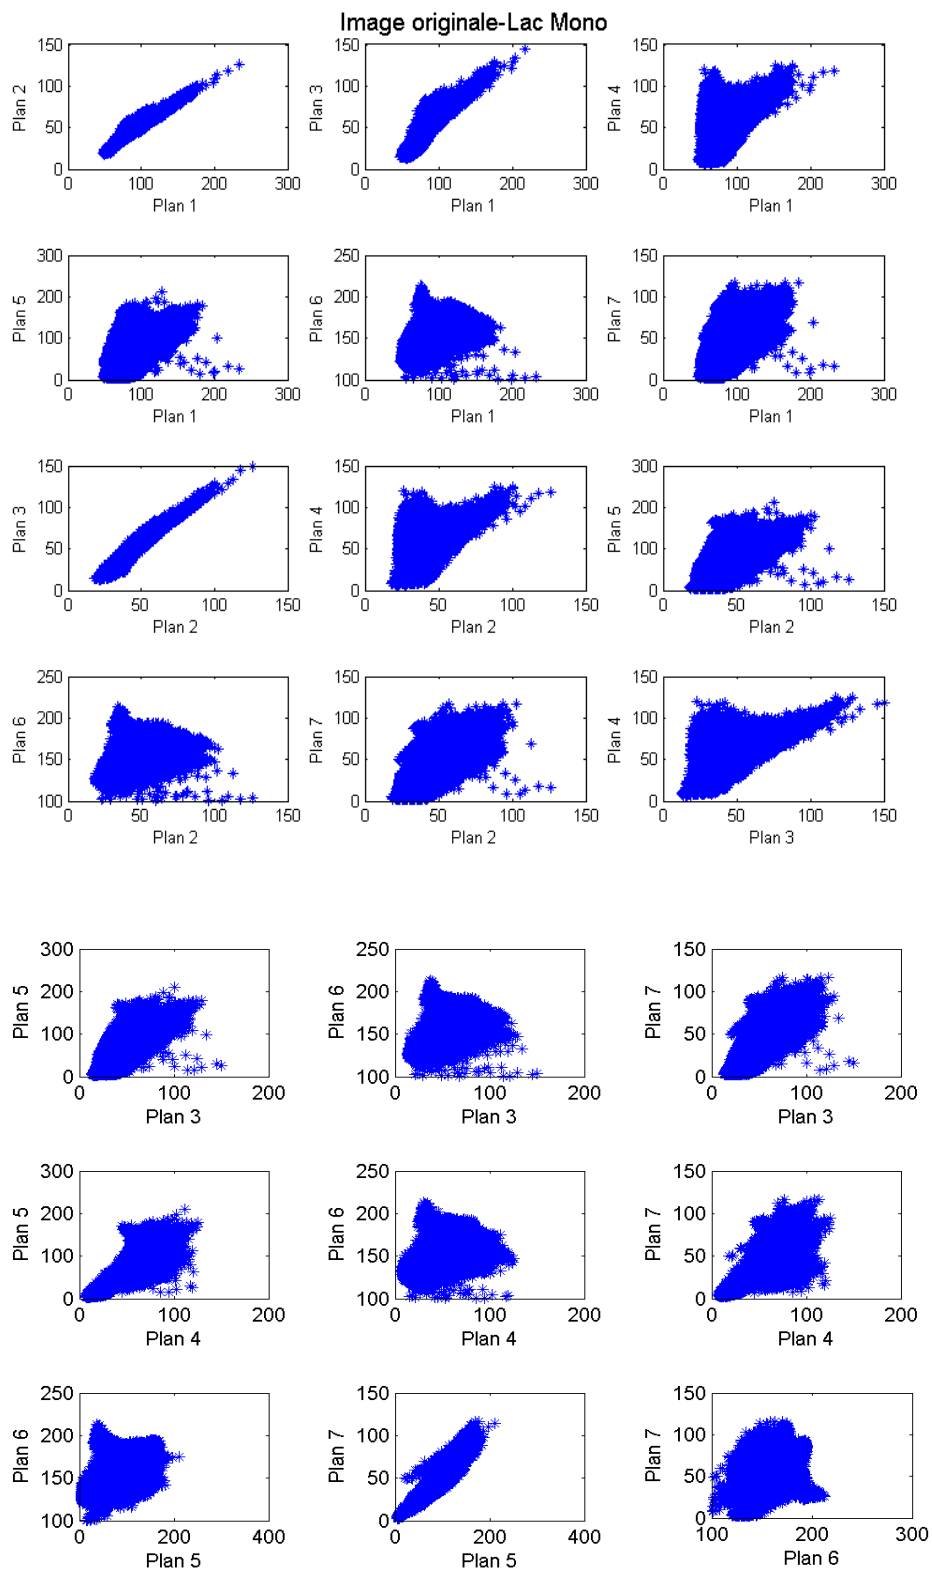 Image originale-Lac Mono
150 150 150
Plan 2 100 Plan 3 100 Plan 4 100
50 50 50
0 0 0
0 100 200 300 0 100 200 300 0 100 200 300
Plan 1 Plan 1 Plan 1
300 250 150
Plan 5 200 Plan 6 200 Plan 7 100
100 150 50
0 100 0
0 100 200 300 0 100 200 300 0 100 200 300
Plan 1 Plan 1 Plan 1
150 150 300
Plan 3 100 Plan 4 100 Plan 5 200
50 50 100
0 0 0
0 50 100 150 0 50 100 150 0 50 100 150
Plan 2 Plan 2 Plan 2
250 150 150
Plan 6 200 Plan 7 100 Plan 4 100
150 50 50
100 0 0
0 50 100 150 0 50 100 150 0 50 100 150
Plan 2 Plan 2 Plan 3
300 250 150
Plan 5 200 Plan 6 200 Plan 7 100
100 150 50
0 100 0
0 100 200 0 100 200 0 100 200
Plan 3 Plan 3 Plan 3
300 250 150
Plan 5 200 Plan 6 200 Plan 7 100
100 150 50
0 100 0
0 100 200 0 100 200 100 100 200
Plan 4 Plan 4 Plan 4
250 150 150
Plan 6 200 Plan 7 100 Plan 7 100
150 50 50
100 0 0
0 200 400 0 200 400 100 200 300
Plan 5 Plan 5 Plan 6